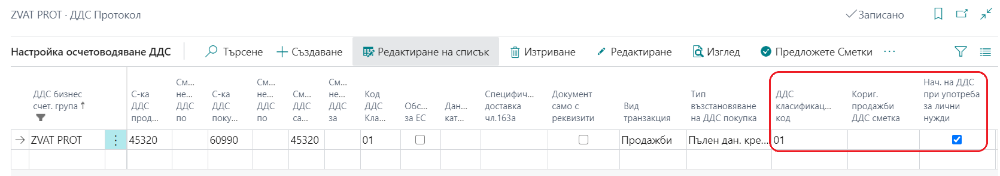 ZVAT PROT · ДДС Протокол
Записано
Настройка осчетоводяване ДДС
Търсене
Създаване
Редактиране на списък
Изтриване
Редактиране
Изглед
Предложете Сметки
...
ДДС бизнес
счет. група ↑
С-ка
ДДС
прод...
См...
не...
ДДС
по
С-ка
ДДС
поку...
См...
не...
ДДС
по
См...
ДДС
са...
См...
не...
ДДС
за
Код
ДДС
Кла...
Обс...
за ЕС
Дан...
кат...
Специфич...
доставка
чл.163а
Документ
само с
реквизити
Вид
транзакция
Тип
възстановяване
на ДДС покупка
ДДС
класификац...
код
Кориг.
продажби
ДДС сметка
Нач. на ДДС
при употреба
за лични
нужди
→ ZVAT PROT 45320 60990 45320 01 Продажби Пълен дан. кре... 01